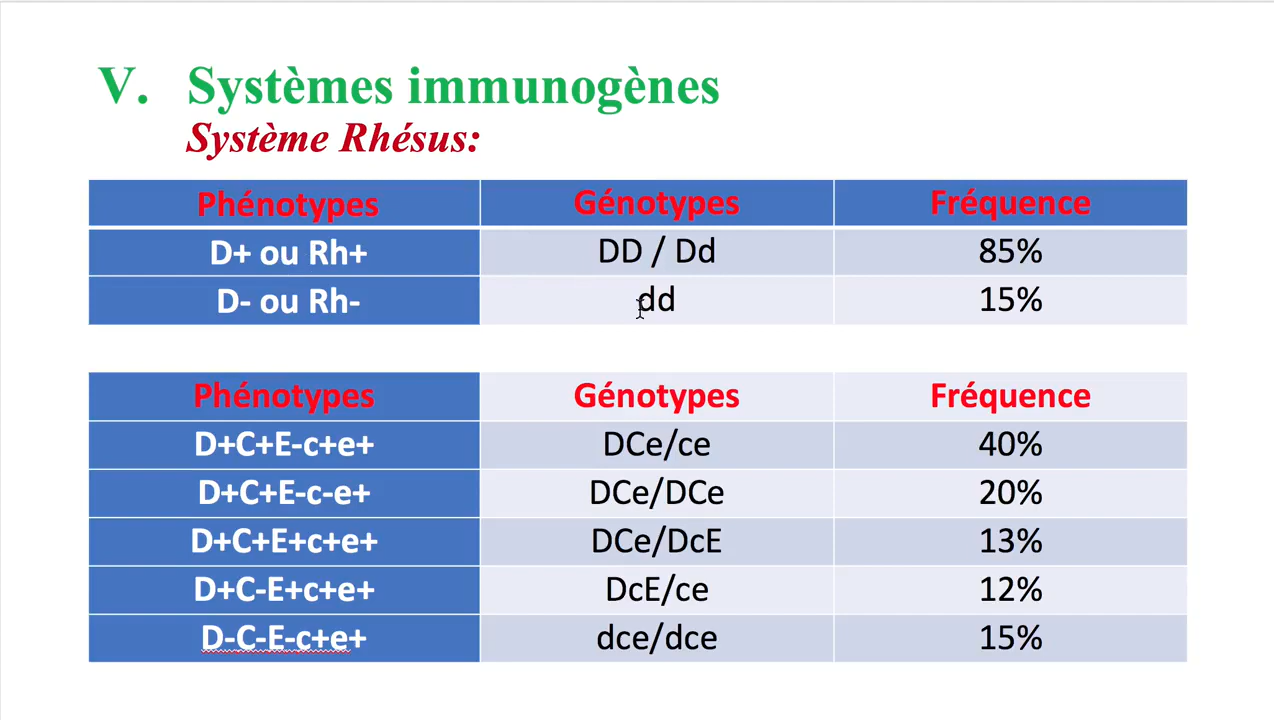 V. Systèmes immunogènes
Système Rhésus:
Phénotypes Génotypes Fréquence
D+ ou Rh+ DD / Dd 85%
D- ou Rh- dd 15%
Phénotypes Génotypes Fréquence
D+C+E-c+e+ DCe/ce 40%
D+C+E-c-e+ DCe/DCe 20%
D+C+E+c+e+ DCe/DcE 13%
D+C-E+c+e+ DcE/ce 12%
D-C-E-c+e+ dce/dce 15%